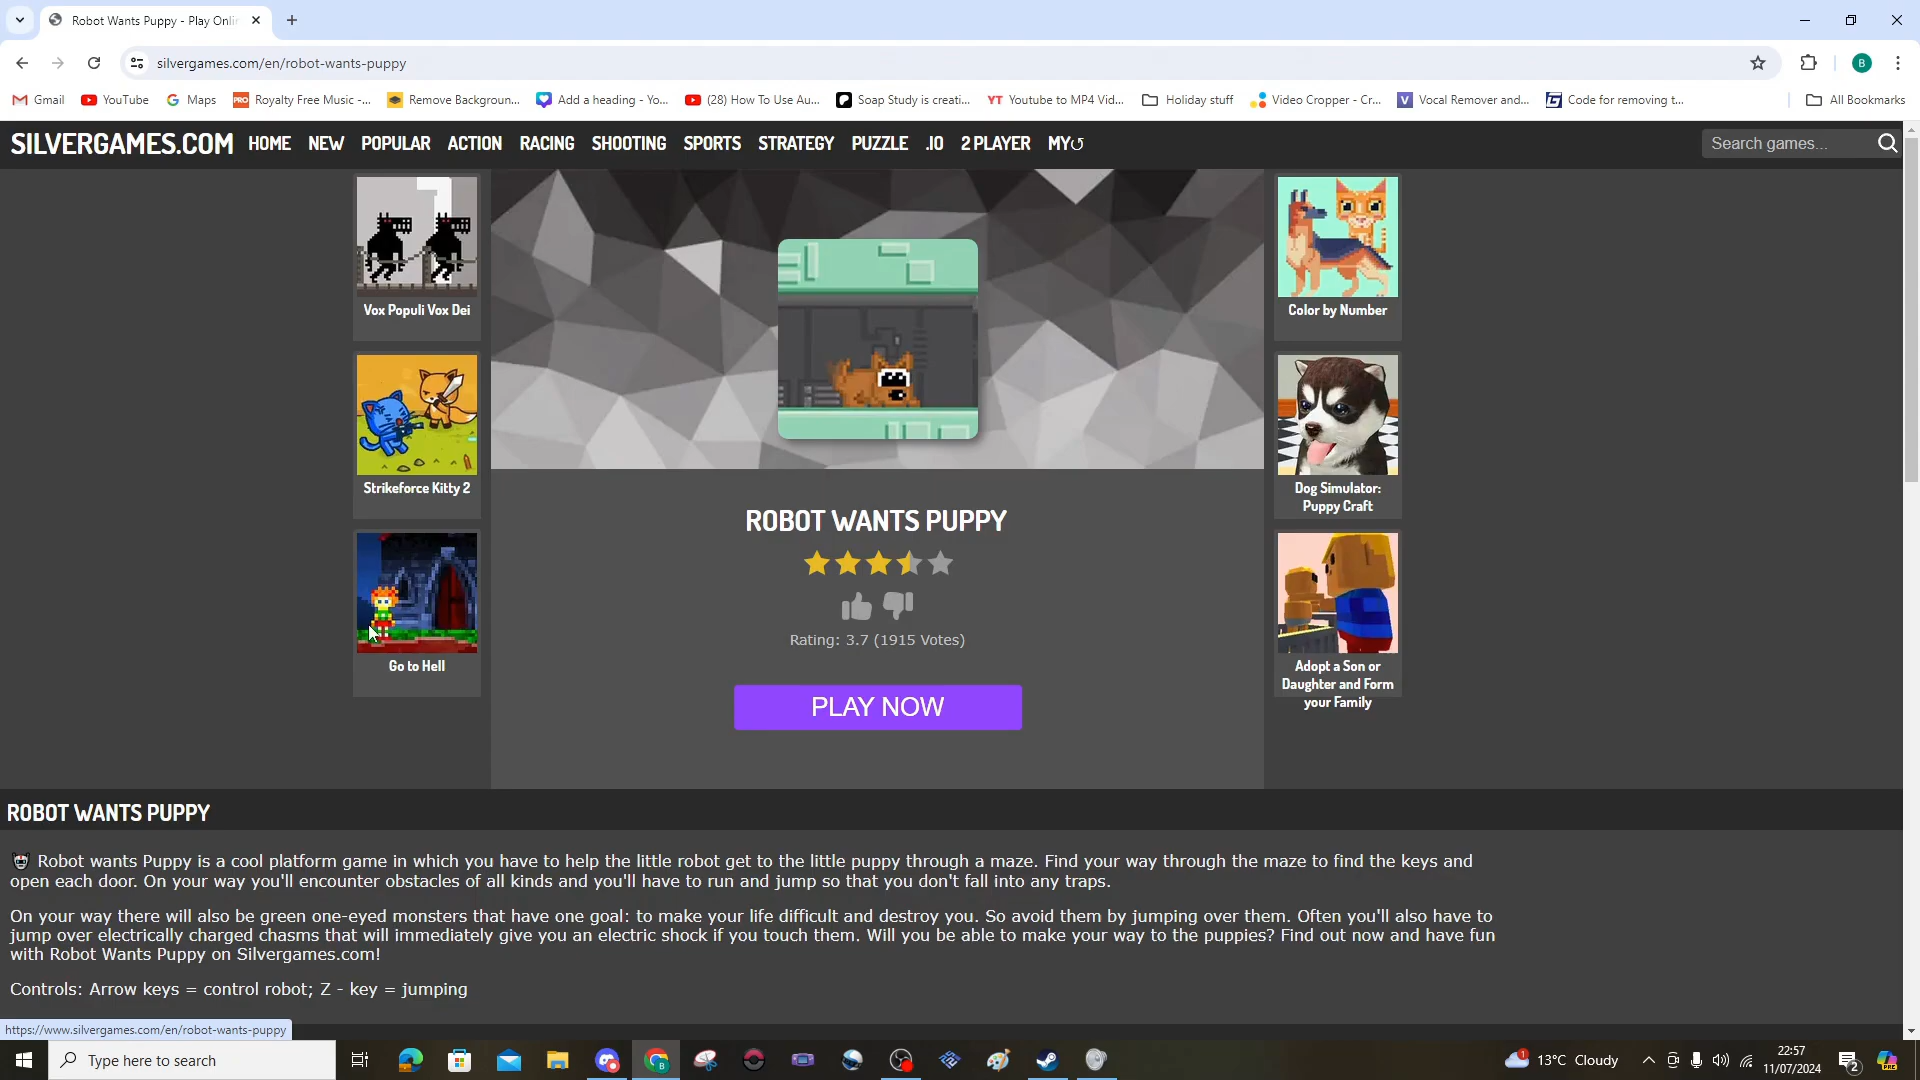 Robot Wants Puppy - Play Onli
silvergames.com/en/robot-wants-puppy
B
Gmail
YouTube
Maps
PRO Royalty Free Music -...
Remove Backgroun...
Add a heading - Yo...
(28) How To Use Au...
Soap Study is creati...
YT Youtube to MP4 Vid...
Holiday stuff
Video Cropper - Cr...
V Vocal Remover and...
Code for removing t...
All Bookmarks
SILVERGAMES.COM HOME NEW POPULAR ACTION RACING SHOOTING SPORTS STRATEGY PUZZLE .IO 2 PLAYER MY
Search games...
Vox Populi Vox Dei
Strikeforce Kitty 2
Go to Hell
Color by Number
Dog Simulator:
Puppy Craft
Adopt a Son or
Daughter and Form
your Family
ROBOT WANTS PUPPY
Rating: 3.7 (1915 Votes)
PLAY NOW
ROBOT WANTS PUPPY
Robot wants Puppy is a cool platform game in which you have to help the little robot get to the little puppy through a maze. Find your way through the maze to find the keys and
open each door. On your way you'll encounter obstacles of all kinds and you'll have to run and jump so that you don't fall into any traps.
On your way there will also be green one-eyed monsters that have one goal: to make your life difficult and destroy you. So avoid them by jumping over them. Often you'll also have to
jump over electrically charged chasms that will immediately give you an electric shock if you touch them. Will you be able to make your way to the puppies? Find out now and have fun
with Robot Wants Puppy on Silvergames.com!
Controls: Arrow keys = control robot; Z - key = jumping
https://www.silvergames.com/en/robot-wants-puppy
Type here to search
1
13°C Cloudy
22:57
11/07/2024
2
PRE